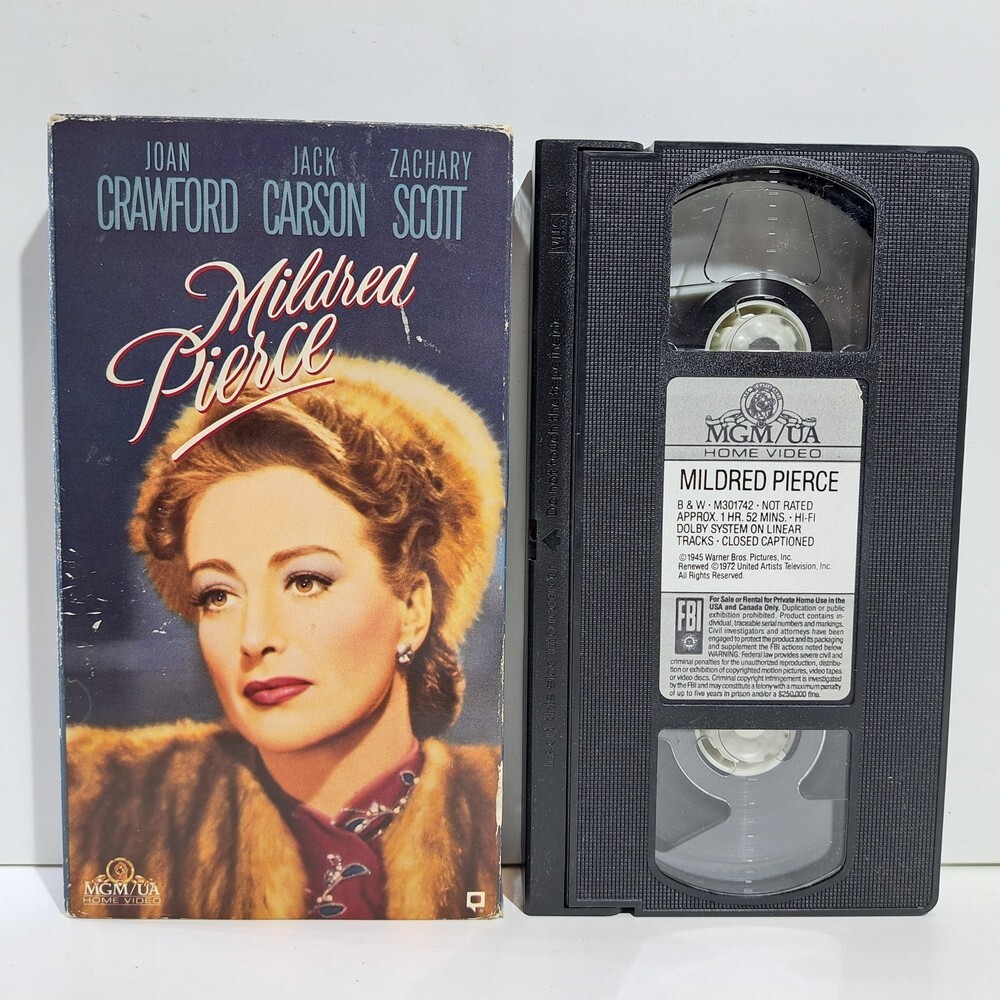 JOAN JACK ZACHARY
CRAWFORD CARSON SCOTT
Mildred
Pierce
MGM/UA
HOME VIDEO
VHS
Do not touch the tape inside
MGM/UA
HOME VIDEO
MILDRED PIERCE
B & W · M301742 · NOT RATED
APPROX. 1 HR. 52 MINS. · HI-FI
DOLBY SYSTEM ON LINEAR
TRACKS · CLOSED CAPTIONED
©1945 Warner Bros. Pictures, Inc.
Renewed ©1972 United Artists Television, Inc.
All Rights Reserved.
FBI
For Sale or Rental for Private Home Use in the
USA and Canada Only. Duplication or public
exhibition prohibited. Product contains in-
dividual, traceable serial numbers and markings.
Civil investigators and attorneys have been
engaged to protect the product and its packaging
and supplement the FBI actions noted below.
WARNING: Federal law provides severe civil and
criminal penalties for the unauthorized reproduction, distribu-
tion or exhibition of copyrighted motion pictures, video tapes
or video discs. Criminal copyright infringement is investigated
by the FBI and may constitute a felony with a maximum penalty
of up to five years in prison and/or a $250,000 fine.